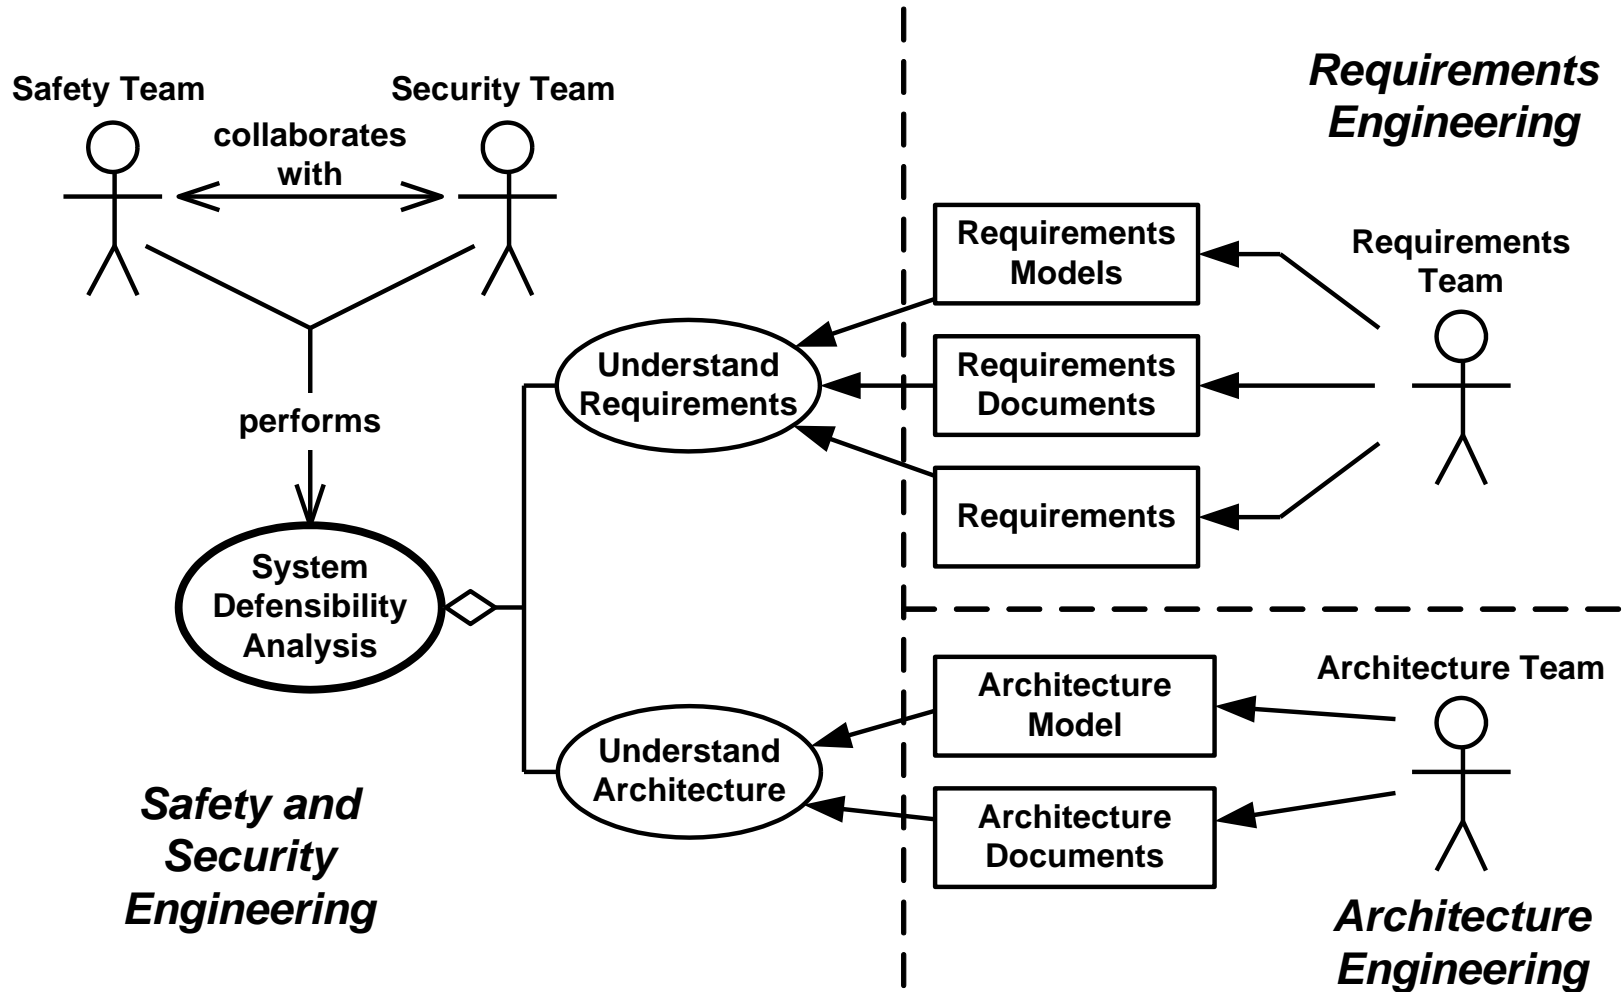 Safety Team
Security Team
collaborates
with
performs
System
Defensibility
Analysis
Safety and
Security
Engineering
Understand
Requirements
Understand
Architecture
Requirements
Engineering
Requirements
Models
Requirements
Documents
Requirements
Requirements
Team
Architecture
Model
Architecture
Documents
Architecture Team
Architecture
Engineering